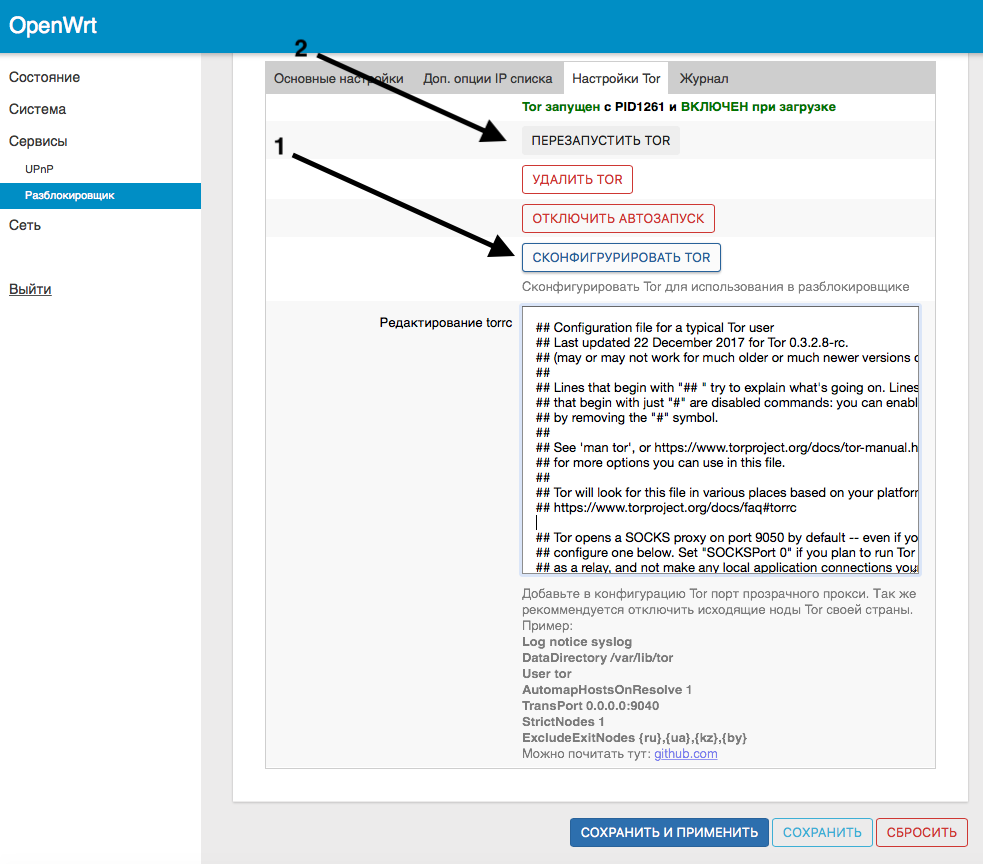 OpenWrt
Состояние
Система
Сервисы
UPnP
Разблокировщик
Сеть
Выйти
2
1
Основные настройки Доп. опции IP списка Настройки Tor Журнал
Tor запущен с PID1261 и ВКЛЮЧЕН при загрузке
ПЕРЕЗАПУСТИТЬ TOR
УДАЛИТЬ TOR
ОТКЛЮЧИТЬ АВТОЗАПУСК
СКОНФИГРУРИРОВАТЬ TOR
Сконфигурировать Tor для использования в разблокировщике
Редактирование torrc
## Configuration file for a typical Tor user
## Last updated 22 December 2017 for Tor 0.3.2.8-rc.
## (may or may not work for much older or much newer versions o
##
## Lines that begin with "## " try to explain what's going on. Lines
## that begin with just "#" are disabled commands: you can enabl
## by removing the "#" symbol.
##
## See 'man tor', or https://www.torproject.org/docs/tor-manual.h
## for more options you can use in this file.
##
## Tor will look for this file in various places based on your platforr
## https://www.torproject.org/docs/faq#torrc
## Tor opens a SOCKS proxy on port 9050 by default -- even if yo
## configure one below. Set "SOCKSPort 0" if you plan to run Tor
## as a relay, and not make any local application connections you
Добавьте в конфигурацию Tor порт прозрачного прокси. Так же
рекоммендуется отключить исходящие ноды Tor своей страны.
Пример:
Log notice syslog
DataDirectory /var/lib/tor
User tor
AutomapHostsOnResolve 1
TransPort 0.0.0.0:9040
StrictNodes 1
ExcludeExitNodes {ru},{ua},{kz},{by}
Можно почитать тут: github.com
СОХРАНИТЬ И ПРИМЕНИТЬ СОХРАНИТЬ СБРОСИТЬ